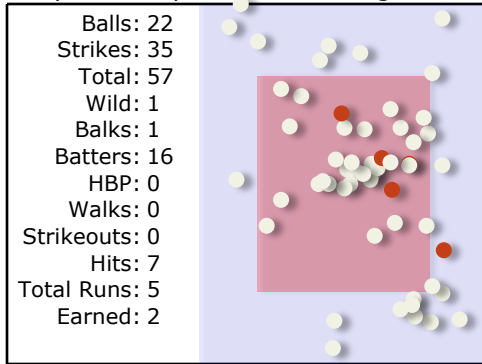 Balls: 22
Strikes: 35
Total: 57
Wild: 1
Balks: 1
Batters: 16
HBP: 0
Walks: 0
Strikeouts: 0
Hits: 7
Total Runs: 5
Earned: 2